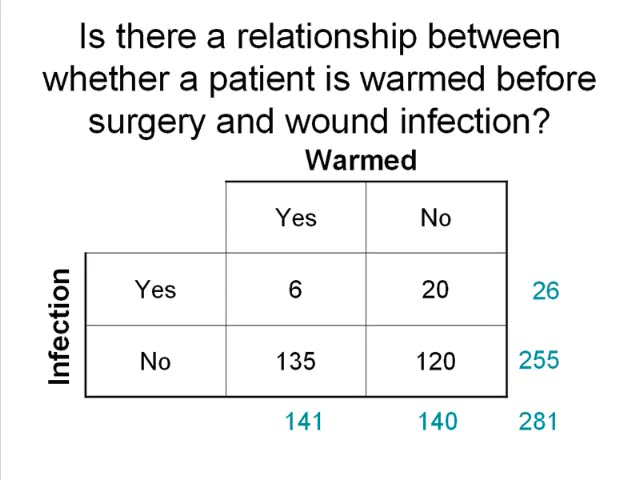 Is there a relationship between
whether a patient is warmed before
surgery and wound infection?
Warmed
Yes No
Infection
Yes 6 20 26
No 135 120 255
141 140 281